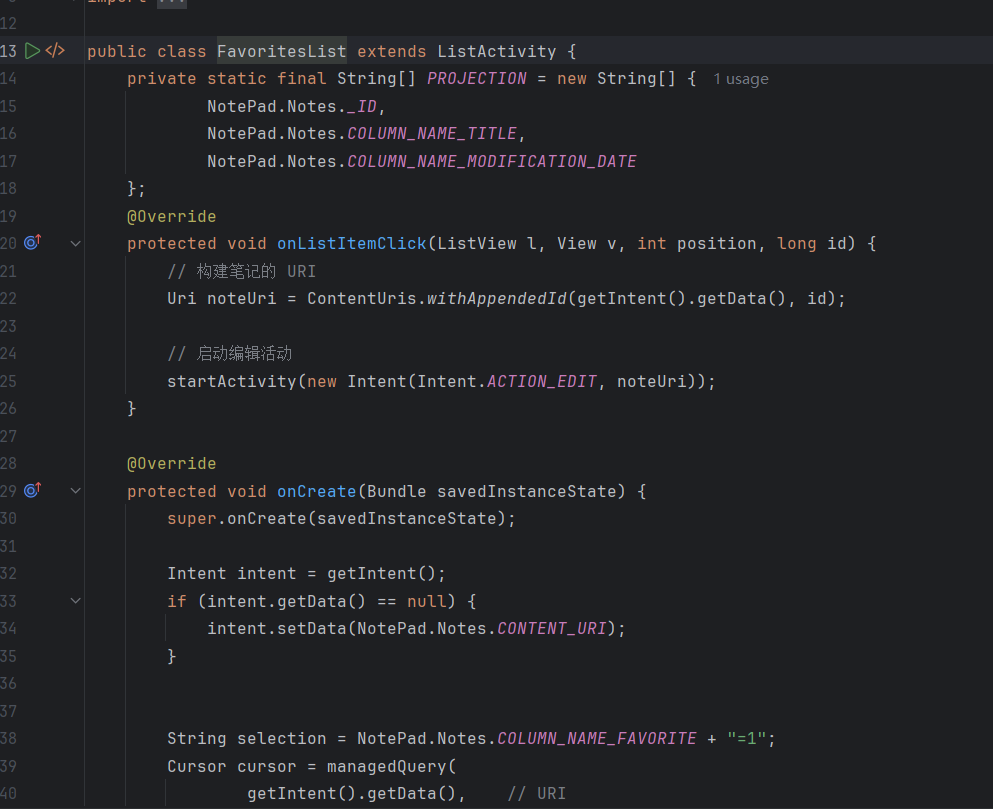 import ...
12
13 public class FavoritesList extends ListActivity {
14 private static final String[] PROJECTION = new String[] { 1 usage
15 NotePad.Notes._ID,
16 NotePad.Notes.COLUMN_NAME_TITLE,
17 NotePad.Notes.COLUMN_NAME_MODIFICATION_DATE
18 };
19 @Override
20 protected void onListItemClick(ListView l, View v, int position, long id) {
21 // 构建笔记的 URI
22 Uri noteUri = ContentUris.withAppendedId(getIntent().getData(), id);
23
24 // 启动编辑活动
25 startActivity(new Intent(Intent.ACTION_EDIT, noteUri));
26 }
27
28 @Override
29 protected void onCreate(Bundle savedInstanceState) {
30 super.onCreate(savedInstanceState);
31
32 Intent intent = getIntent();
33 if (intent.getData() == null) {
34 intent.setData(NotePad.Notes.CONTENT_URI);
35 }
36
37
38 String selection = NotePad.Notes.COLUMN_NAME_FAVORITE + "=1";
39 Cursor cursor = managedQuery(
40 getIntent().getData(), // URI